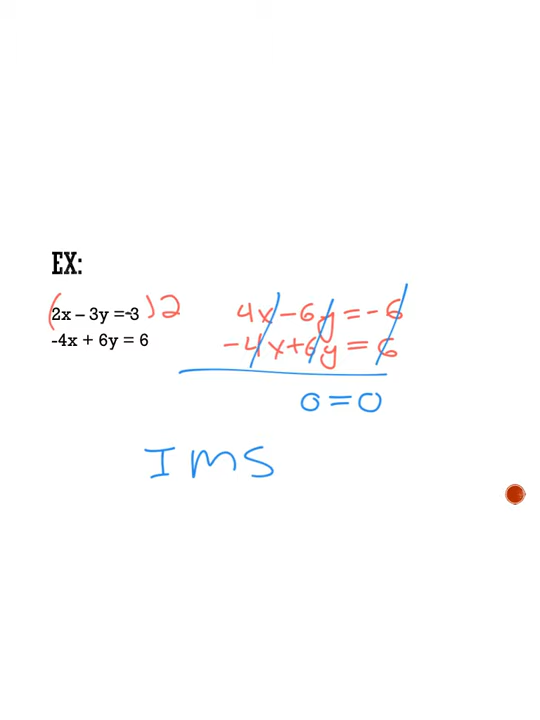 EX:
(2x – 3y =-3 )2
-4x + 6y = 6
4x – 6y = - 6
-4x + 6y = 6
0 = 0
IMS